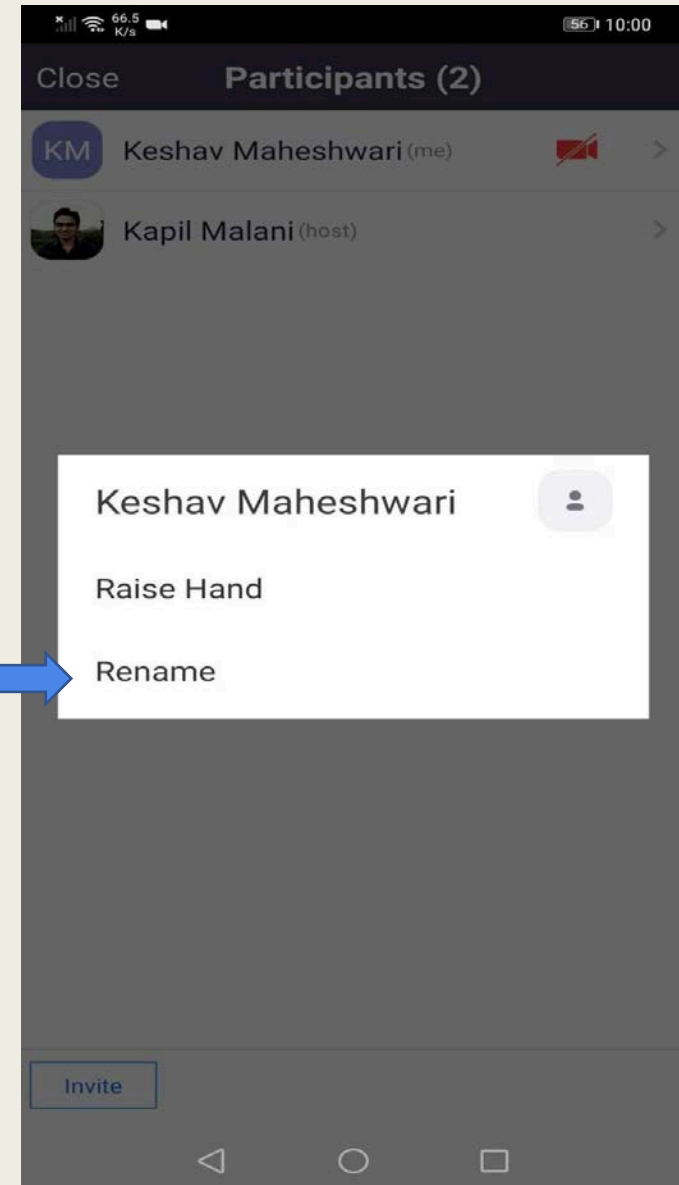 66.5
K/s
56 10:00
Close Participants (2)
KM Keshav Maheshwari (me)
Kapil Malani (host)
Keshav Maheshwari
Raise Hand
Rename
Invite